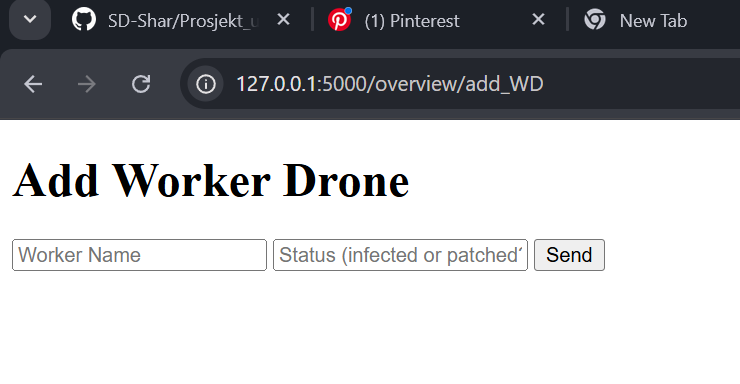 SD-Shar/Prosjekt_u
(1) Pinterest
New Tab
127.0.0.1:5000/overview/add_WD
Add Worker Drone
Worker Name
Status (infected or patched?
Send